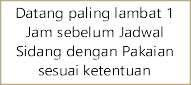 Datang paling lambat 1
Jam sebelum Jadwal
Sidang dengan Pakaian
sesuai ketentuan